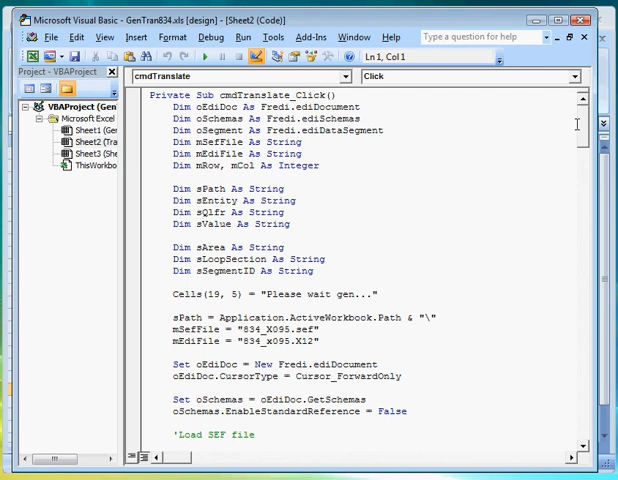 Microsoft Visual Basic - GenTran834.xls [design] - [Sheet2 (Code)]
File Edit View Insert Format Debug Run Tools Add-Ins Window Help Type a question for help
Ln 1, Col 1
Project - VBAProject
cmdTranslate Click
VBAProject (Gen
Microsoft Excel
Sheet1 (Ger
Sheet2 (Tra
Sheet3 (She
ThisWorkbo
Private Sub cmdTranslate_Click()
Dim oEdiDoc As Fredi.ediDocument
Dim oSchemas As Fredi.ediSchemas
Dim oSegment As Fredi.ediDataSegment
Dim mSefFile As String
Dim mEdiFile As String
Dim mRow, mCol As Integer
Dim sPath As String
Dim sEntity As String
Dim sQlfr As String
Dim sValue As String
Dim sArea As String
Dim sLoopSection As String
Dim sSegmentID As String
Cells(19, 5) = "Please wait gen..."
sPath = Application.ActiveWorkbook.Path & "\"
mSefFile = "834_X095.sef"
mEdiFile = "834_x095.X12"
Set oEdiDoc = New Fredi.ediDocument
oEdiDoc.CursorType = Cursor_ForwardOnly
Set oSchemas = oEdiDoc.GetSchemas
oSchemas.EnableStandardReference = False
'Load SEF file